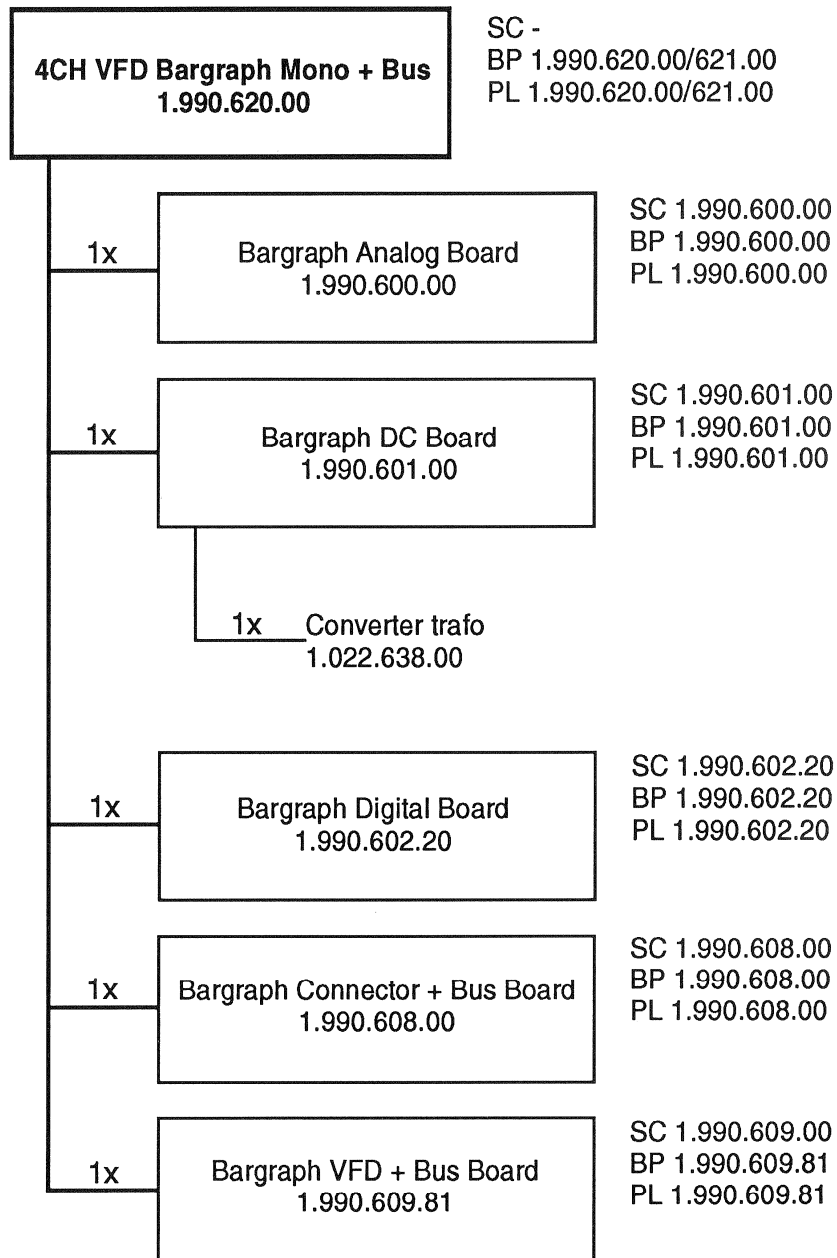 4CH VFD Bargraph Mono + Bus
1.990.620.00
SC -
BP 1.990.620.00/621.00
PL 1.990.620.00/621.00
1x
Bargraph Analog Board
1.990.600.00
SC 1.990.600.00
BP 1.990.600.00
PL 1.990.600.00
1x
Bargraph DC Board
1.990.601.00
SC 1.990.601.00
BP 1.990.601.00
PL 1.990.601.00
1x
Converter trafo
1.022.638.00
1x
Bargraph Digital Board
1.990.602.20
SC 1.990.602.20
BP 1.990.602.20
PL 1.990.602.20
1x
Bargraph Connector + Bus Board
1.990.608.00
SC 1.990.608.00
BP 1.990.608.00
PL 1.990.608.00
1x
Bargraph VFD + Bus Board
1.990.609.81
SC 1.990.609.00
BP 1.990.609.81
PL 1.990.609.81